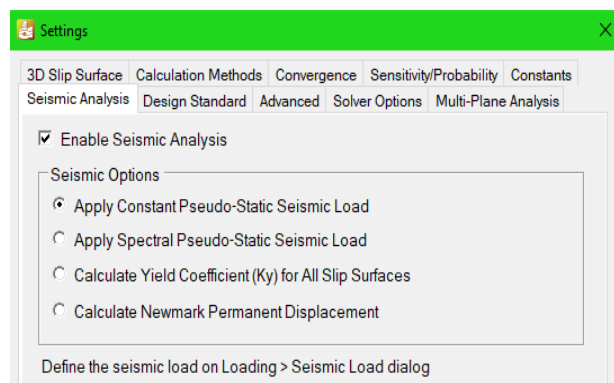 Settings
3D Slip Surface Calculation Methods Convergence Sensitivity/Probability Constants
Seismic Analysis Design Standard Advanced Solver Options Multi-Plane Analysis
Enable Seismic Analysis
Seismic Options
Apply Constant Pseudo-Static Seismic Load
Apply Spectral Pseudo-Static Seismic Load
Calculate Yield Coefficient (Ky) for All Slip Surfaces
Calculate Newmark Permanent Displacement
Define the seismic load on Loading > Seismic Load dialog